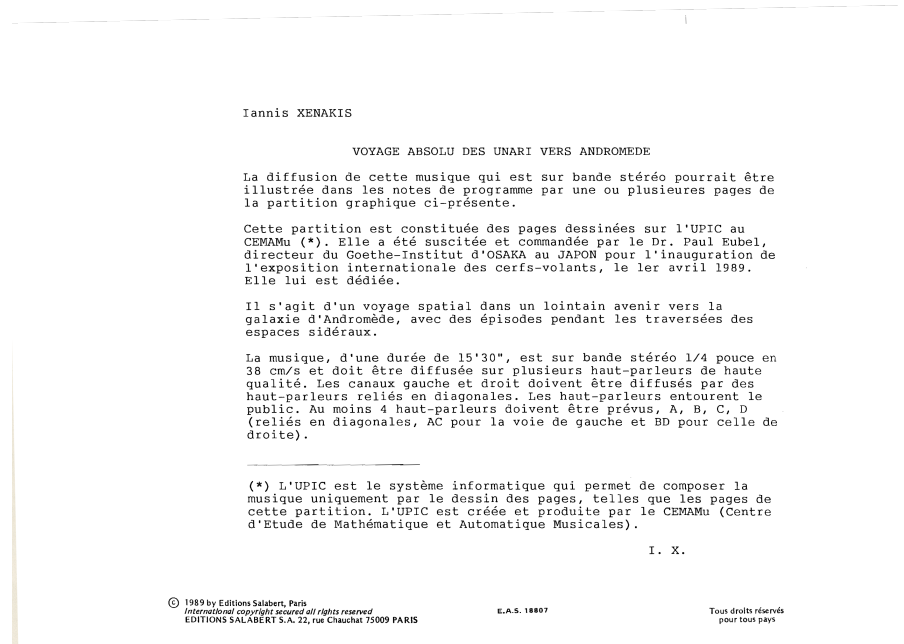 Iannis XENAKIS
VOYAGE ABSOLU DES UNARI VERS ANDROMEDE
La diffusion de cette musique qui est sur bande stéréo pourrait être
illustrée dans les notes de programme par une ou plusieures pages de
la partition graphique ci-présente.
Cette partition est constituée des pages dessinées sur l'UPIC au
CEMAMu (*). Elle a été suscitée et commandée par le Dr. Paul Eubel,
directeur du Goethe-Institut d'OSAKA au JAPON pour l'inauguration de
l'exposition internationale des cerfs-volants, le 1er avril 1989.
Elle lui est dédiée.
Il s'agit d'un voyage spatial dans un lointain avenir vers la
galaxie d'Andromède, avec des épisodes pendant les traversées des
espaces sidéraux.
La musique, d'une durée de 15'30", est sur bande stéréo 1/4 pouce en
38 cm/s et doit être diffusée sur plusieurs haut-parleurs de haute
qualité. Les canaux gauche et droit doivent être diffusés par des
haut-parleurs reliés en diagonales. Les haut-parleurs entourent le
public. Au moins 4 haut-parleurs doivent être prévus, A, B, C, D
(reliés en diagonales, AC pour la voie de gauche et BD pour celle de
droite).
(*) L'UPIC est le système informatique qui permet de composer la
musique uniquement par le dessin des pages, telles que les pages de
cette partition. L'UPIC est créée et produite par le CEMAMu (Centre
d'Etude de Mathématique et Automatique Musicales).
I. X.
© 1989 by Editions Salabert, Paris
International copyright secured all rights reserved
EDITIONS SALABERT S.A. 22, rue Chauchat 75009 PARIS
E.A.S. 18807
Tous droits réservés
pour tous pays